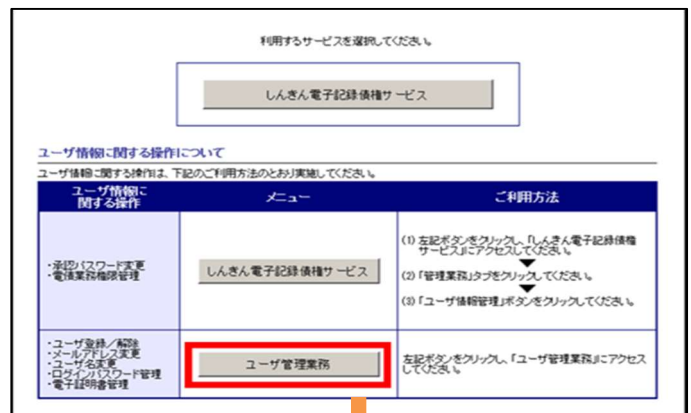 利用するサービスを選択してください。
しんきん電子記録債権サービス
ユーザ情報に関する操作について
ユーザ情報に関する操作は、下記のご利用方法のとおり実施してください。
ユーザ情報に
関する操作
メニュー
ご利用方法
・承認パスワード変更
・電債業務権限管理
しんきん電子記録債権サービス
(1) 左記ボタンをクリックし、「しんきん電子記録債権
サービス」にアクセスしてください。
(2) 「管理業務」タブをクリックしてください。
(3) 「ユーザ情報管理」ボタンをクリックしてください。
・ユーザ登録／解除
・メールアドレス変更
・ユーザ名変更
・ログインパスワード管理
・電子証明書管理
ユーザ管理業務
左記ボタンをクリックし、「ユーザ管理業務」にアクセス
してください。